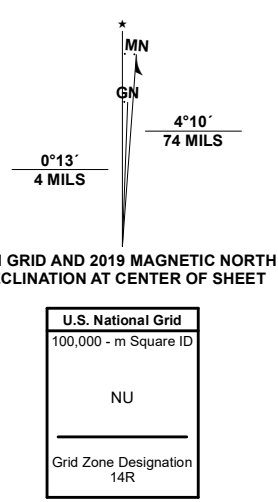 ★
MN
GN
4°10´
74 MILS
0°13´
4 MILS
GRID AND 2019 MAGNETIC NORTH
CLINATION AT CENTER OF SHEET
U.S. National Grid
100,000 - m Square ID
NU
Grid Zone Designation
14R